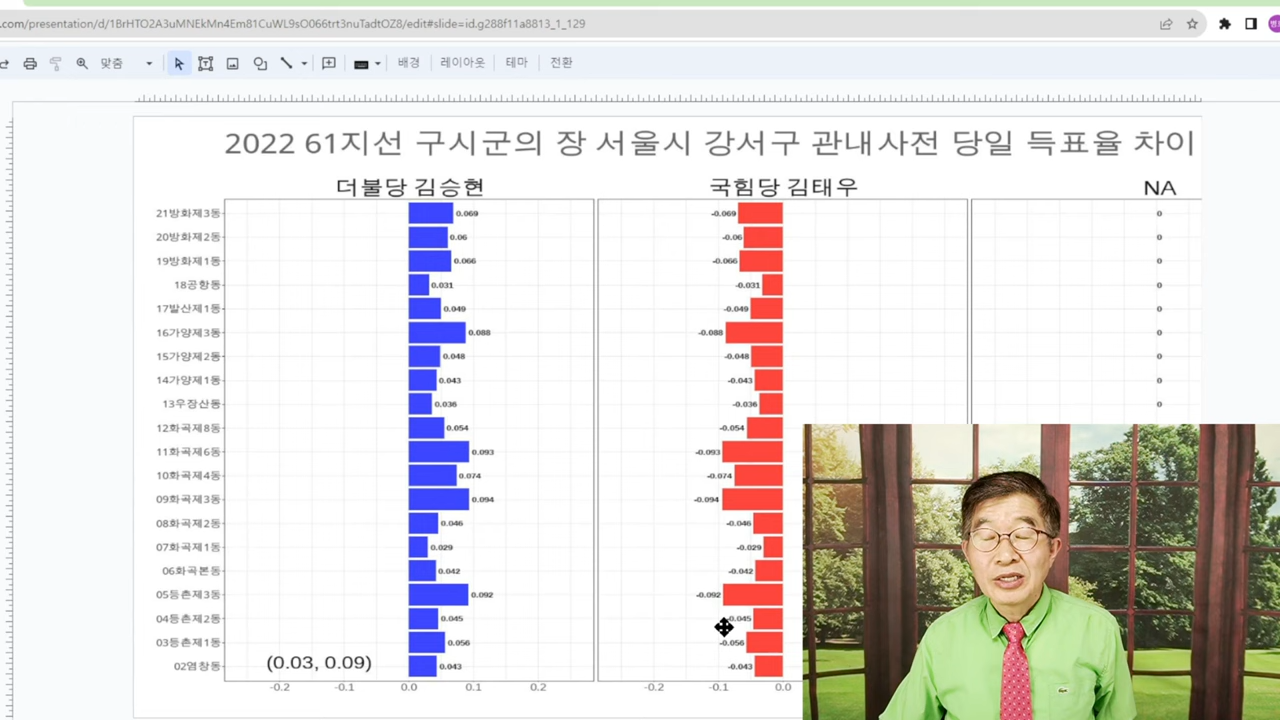 .com/presentation/d/1BrHTO2A3uMNEkMn4Em81CuWL9sO066trt3nuTadtOZ8/edit#slide=id.g288f11a8813_1_129
맞춤 배경 레이아웃 테마 전환
2022 61지선 구시군의 장 서울시 강서구 관내사전 당일 득표율 차이
더불당 김승현 국힘당 김태우 NA
21방화제3동 0.069 -0.069 0
20방화제2동 0.06 -0.06 0
19방화제1동 0.066 -0.066 0
18공항동 0.031 -0.031 0
17발산제1동 0.049 -0.049 0
16가양제3동 0.088 -0.088 0
15가양제2동 0.048 -0.048 0
14가양제1동 0.043 -0.043 0
13우장산동 0.036 -0.036 0
12화곡제8동 0.054 -0.054
11화곡제6동 0.093 -0.093
10화곡제4동 0.074 -0.074
09화곡제3동 0.094 -0.094
08화곡제2동 0.046 -0.046
07화곡제1동 0.029 -0.029
06화곡본동 0.042 -0.042
05등촌제3동 0.092 -0.092
04등촌제2동 0.045 0.045
03등촌제1동 0.056 -0.056
02염창동 (0.03, 0.09) 0.043 -0.043
-0.2 -0.1 0.0 0.1 0.2 -0.2 -0.1 0.0